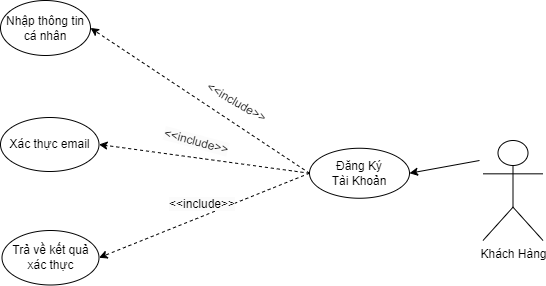 Nhập thông tin
cá nhân
<<include>>
Xác thực email
<<include>>
Đăng Ký
Tài Khoản
<<include>>
Trả về kết quả
xác thực
Khách Hàng